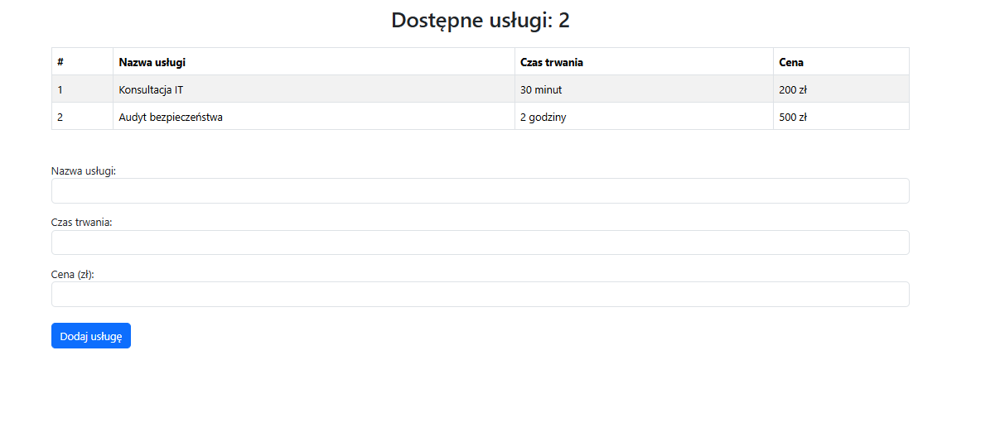 Dostępne usługi: 2
# Nazwa usługi Czas trwania Cena
1 Konsultacja IT 30 minut 200 zł
2 Audyt bezpieczeństwa 2 godziny 500 zł
Nazwa usługi:
Czas trwania:
Cena (zł):
Dodaj usługę